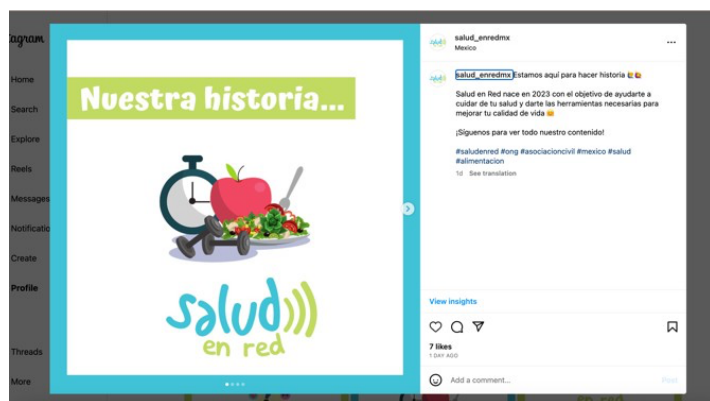 tagram
Home
Search
Explore
Reels
Messages
Notificatio
Create
Profile
Threads
More
Nuestra historia...
salud
en red
salud_enredmx
Mexico
...
salud_enredmx Estamos aquí para hacer historia
Salud en Red nace en 2023 con el objetivo de ayudarte a
cuidar de tu salud y darte las herramientas necesarias para
mejorar tu calidad de vida
¡Síguenos para ver todo nuestro contenido!
#saludenred #ong #asociacioncivil #mexico #salud
#alimentacion
1d See translation
View insights
7 likes
1 DAY AGO
Add a comment...
Post
en red